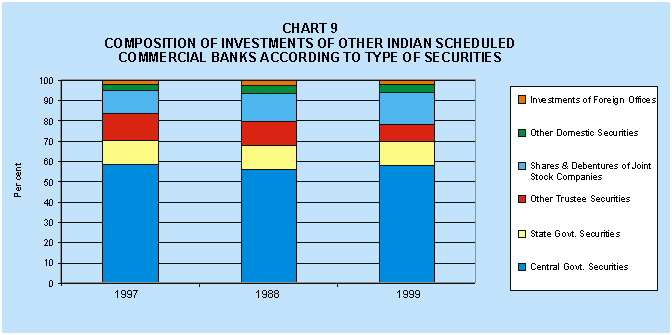 CHART 9
COMPOSITION OF INVESTMENTS OF OTHER INDIAN SCHEDULED
COMMERCIAL BANKS ACCORDING TO TYPE OF SECURITIES
Per cent
100
90
80
70
60
50
40
30
20
10
0
1997
1988
1999
Investments of Foreign Offices
Other Domestic Securities
Shares & Debentures of Joint
Stock Companies
Other Trustee Securities
State Govt. Securities
Central Govt. Securities